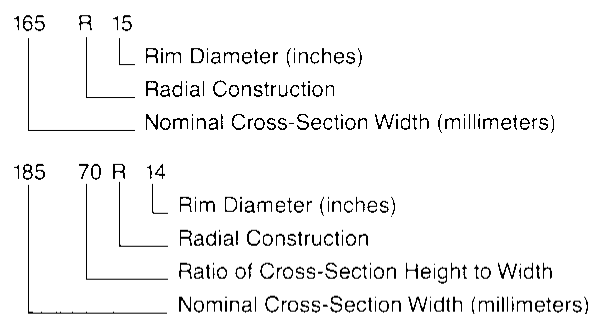 165 R 15
Rim Diameter (inches)
Radial Construction
Nominal Cross-Section Width (millimeters)
185 70 R 14
Rim Diameter (inches)
Radial Construction
Ratio of Cross-Section Height to Width
Nominal Cross-Section Width (millimeters)